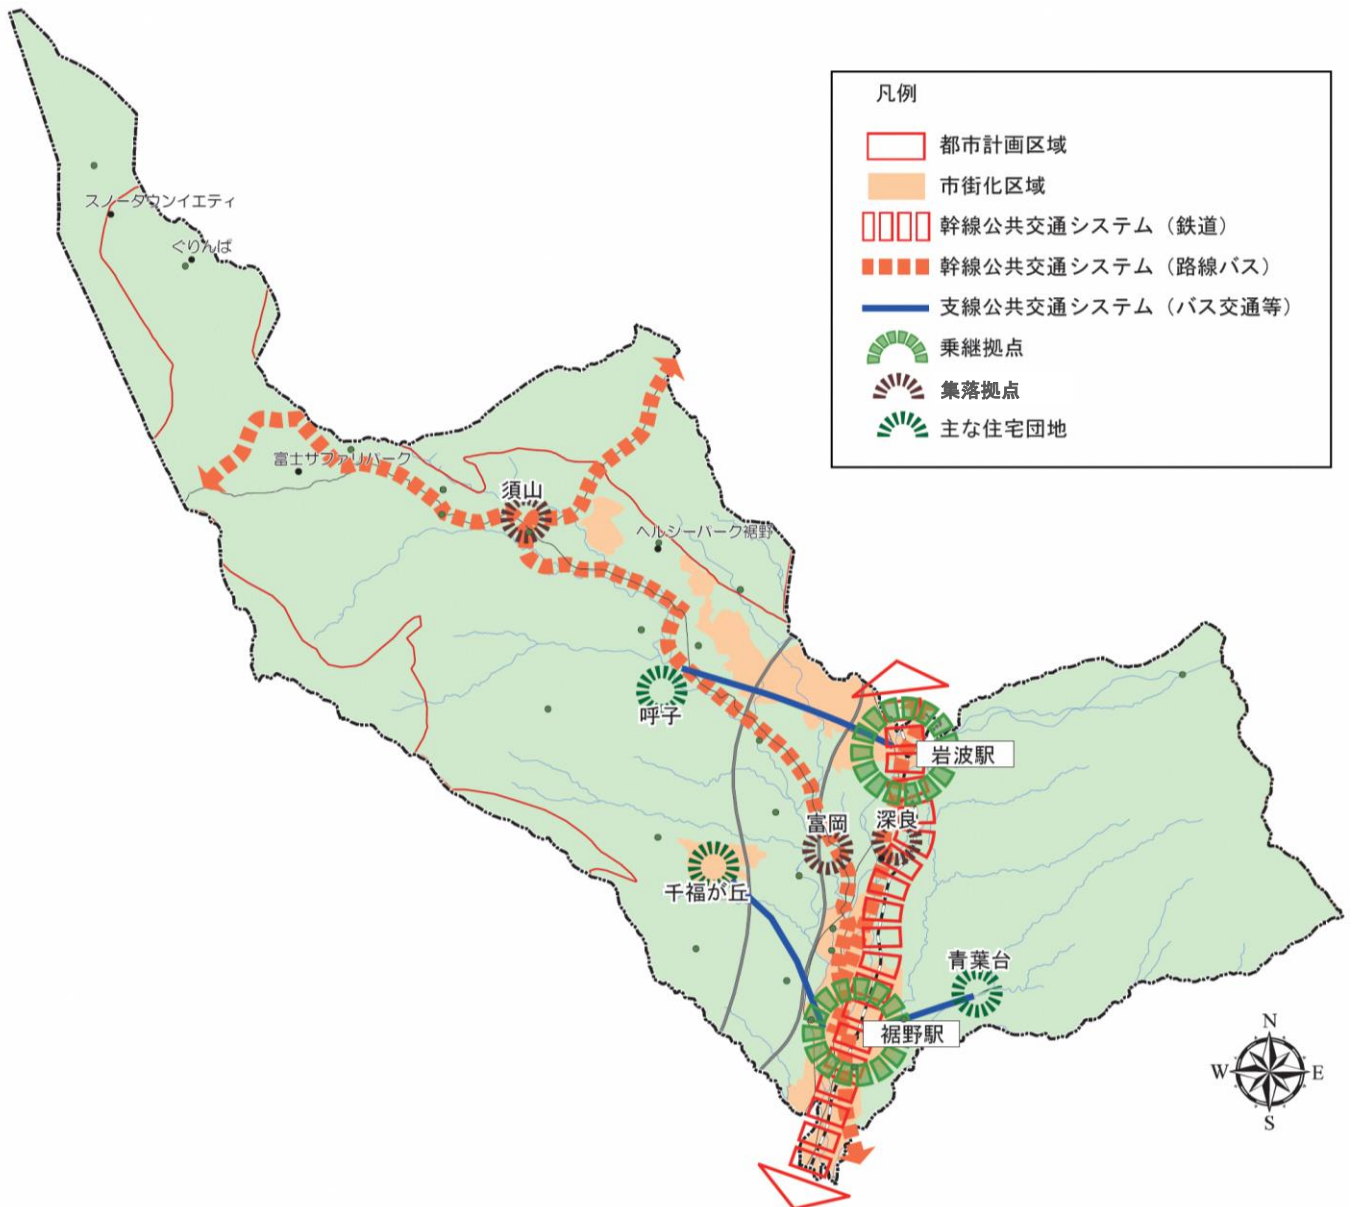 凡例
都市計画区域
市街化区域
幹線公共交通システム（鉄道）
幹線公共交通システム（路線バス）
支線公共交通システム（バス交通等）
乗継拠点
集落拠点
主な住宅団地
スノータウンイエティ
ぐりんぱ
富士サファリパーク
須山
ヘルシーパーク裾野
呼子
岩波駅
富岡
深良
千福が丘
青葉台
裾野駅
N
W
E
S